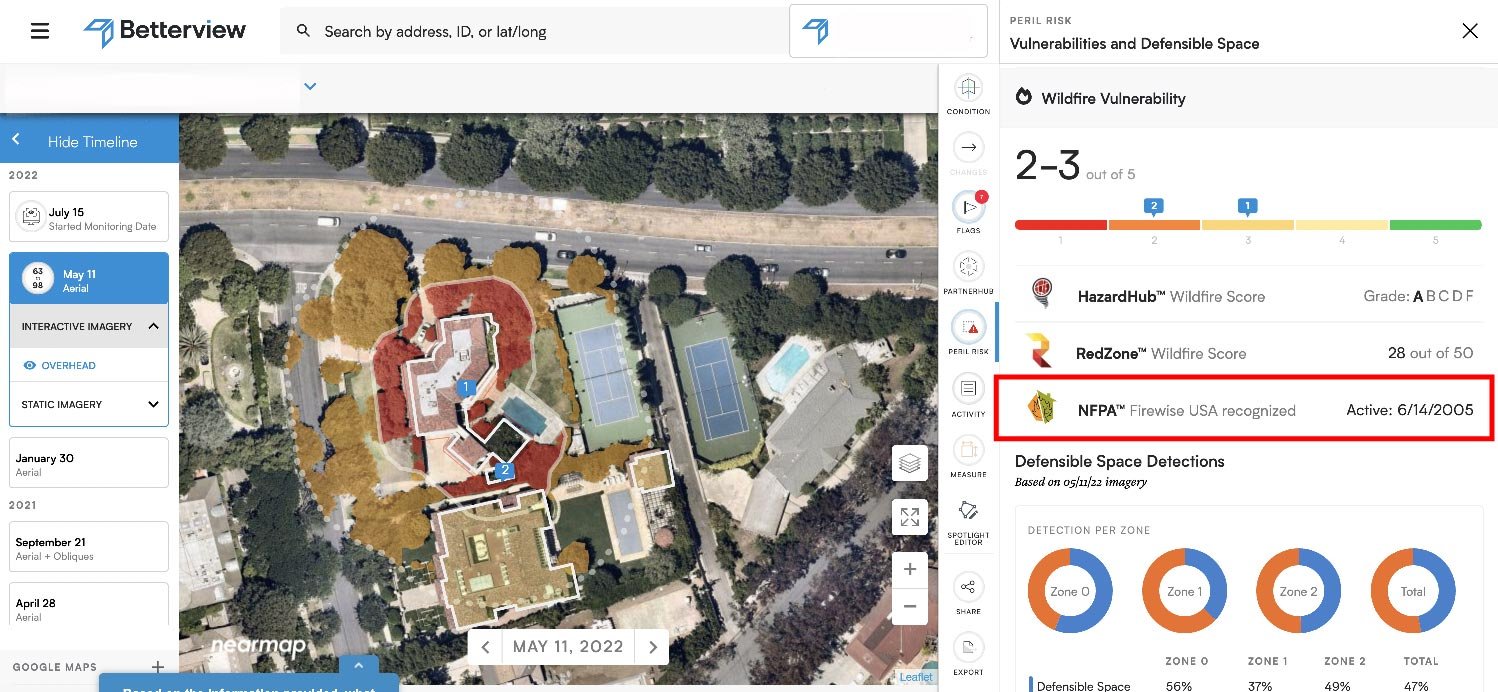 Betterview
Search by address, ID, or lat/long
PERIL RISK
Vulnerabilities and Defensible Space
Hide Timeline
2022
July 15
Started Monitoring Date
63
98
May 11
Aerial
INTERACTIVE IMAGERY
OVERHEAD
STATIC IMAGERY
January 30
Aerial
2021
September 21
Aerial + Obliques
April 28
Aerial
GOOGLE MAPS
Based on the information provided, what
1
2
nearmap
MAY 11, 2022
Leaflet
CONDITION
CHANGES
7
FLAGS
PARTNERHUB
PERIL RISK
ACTIVITY
MEASURE
SPOTLIGHT
EDITOR
SHARE
EXPORT
Wildfire Vulnerability
2–3 out of 5
2 1
1 2 3 4 5
HazardHub™ Wildfire Score Grade: A B C D F
RedZone™ Wildfire Score 28 out of 50
NFPA™ Firewise USA recognized Active: 6/14/2005
Defensible Space Detections
Based on 05/11/22 imagery
DETECTION PER ZONE
Zone 0 Zone 1 Zone 2 Total
ZONE 0 ZONE 1 ZONE 2 TOTAL
Defensible Space 56% 37% 49% 47%